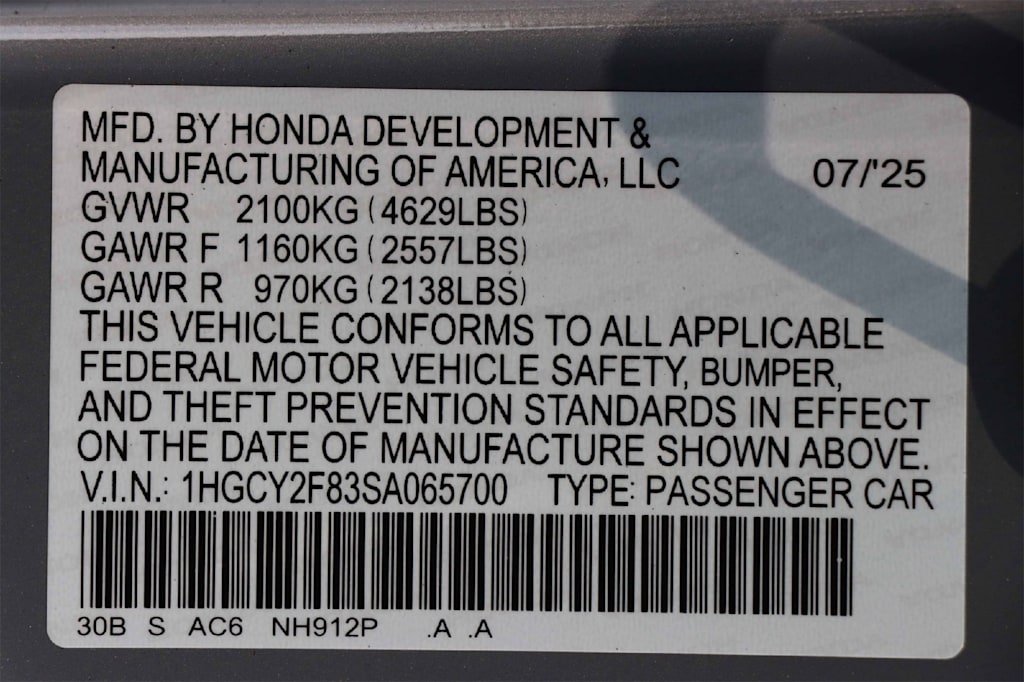 MFD. BY HONDA DEVELOPMENT &
MANUFACTURING OF AMERICA, LLC 07/'25
GVWR 2100KG (4629LBS)
GAWR F 1160KG (2557LBS)
GAWR R 970KG (2138LBS)
THIS VEHICLE CONFORMS TO ALL APPLICABLE
FEDERAL MOTOR VEHICLE SAFETY, BUMPER,
AND THEFT PREVENTION STANDARDS IN EFFECT
ON THE DATE OF MANUFACTURE SHOWN ABOVE.
V.I.N.: 1HGCY2F83SA065700 TYPE: PASSENGER CAR
30B S AC6 NH912P .A .A